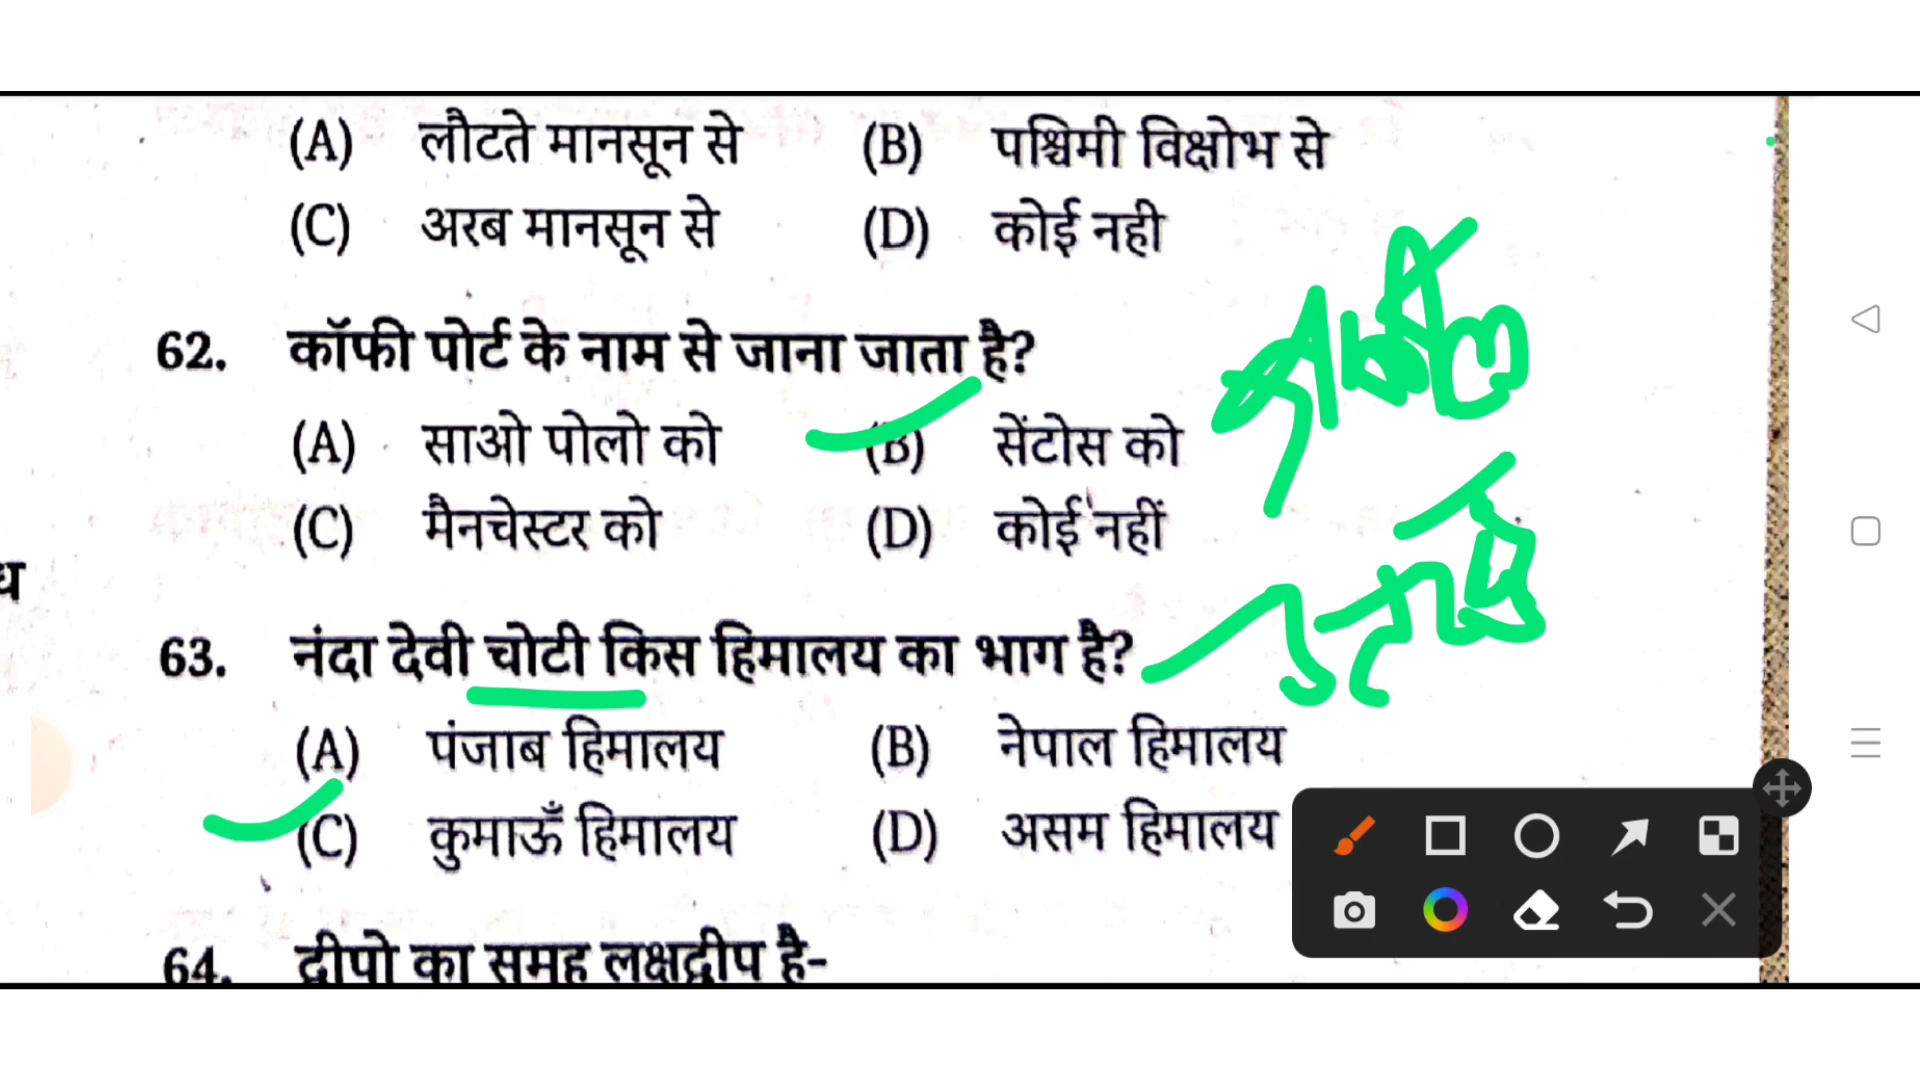 (A) लौटते मानसून से (B) पश्चिमी विक्षोभ से
(C) अरब मानसून से (D) कोई नही
62. कॉफी पोर्ट के नाम से जाना जाता है?
(A) साओ पोलो को (B) सेंटोस को
(C) मैनचेस्टर को (D) कोई नहीं
63. नंदा देवी चोटी किस हिमालय का भाग है?
(A) पंजाब हिमालय (B) नेपाल हिमालय
(C) कुमाऊँ हिमालय (D) असम हिमालय
64. द्वीपो का समूह लक्षद्वीप है-